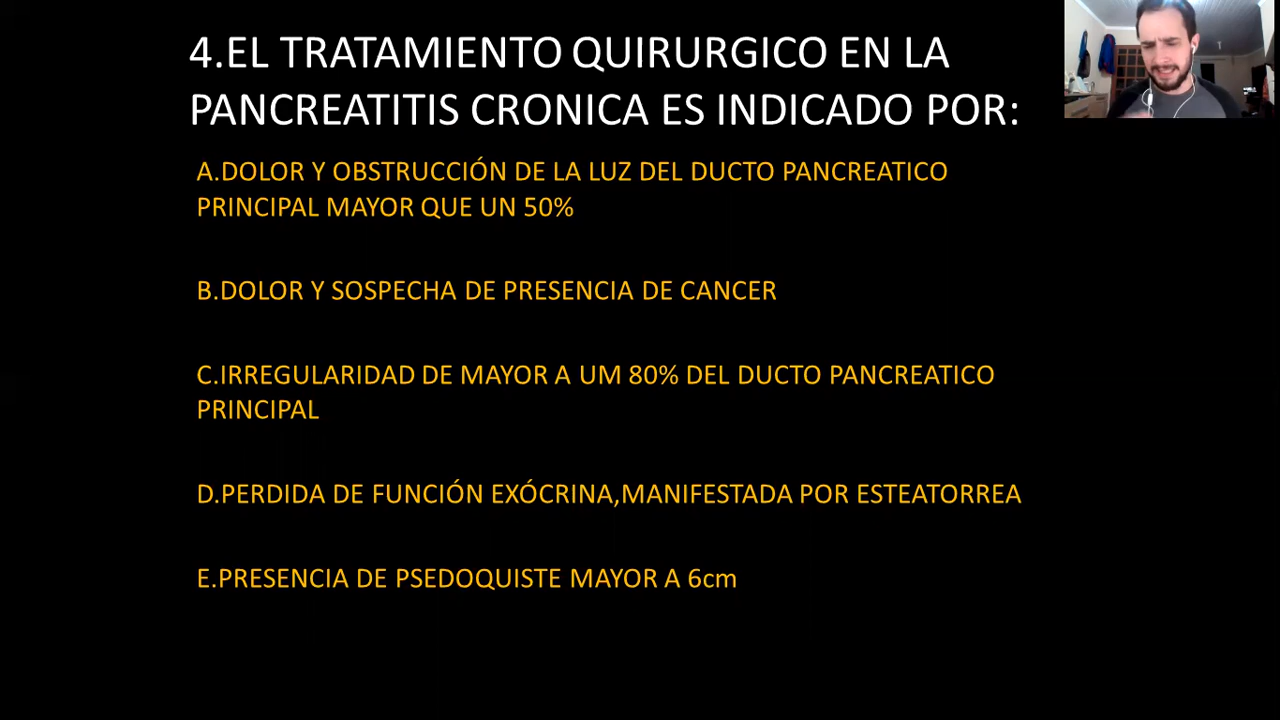 4.EL TRATAMIENTO QUIRURGICO EN LA
PANCREATITIS CRONICA ES INDICADO POR:
A.DOLOR Y OBSTRUCCIÓN DE LA LUZ DEL DUCTO PANCREATICO
PRINCIPAL MAYOR QUE UN 50%
B.DOLOR Y SOSPECHA DE PRESENCIA DE CANCER
C.IRREGULARIDAD DE MAYOR A UM 80% DEL DUCTO PANCREATICO
PRINCIPAL
D.PERDIDA DE FUNCIÓN EXÓCRINA,MANIFESTADA POR ESTEATORREA
E.PRESENCIA DE PSEDOQUISTE MAYOR A 6cm